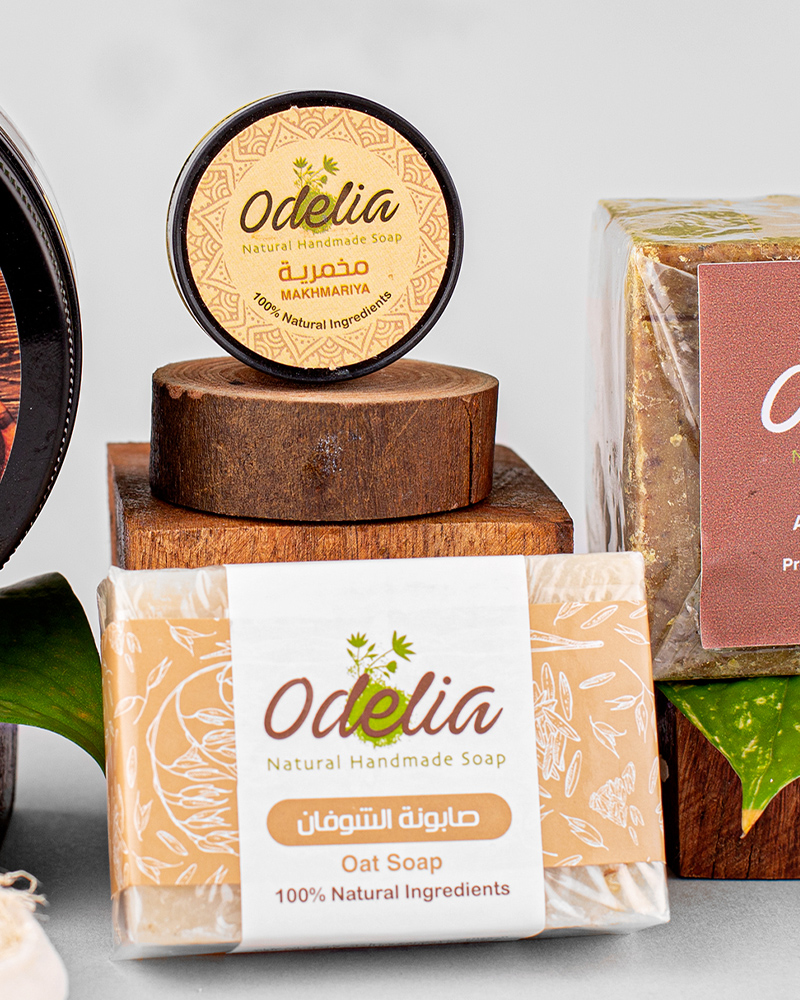 Odelia
Natural Handmade Soap
مخمرية
MAKHMARIYA
100% Natural Ingredients
Odelia
Natural Handmade Soap
صابونة الشوفان
Oat Soap
100% Natural Ingredients